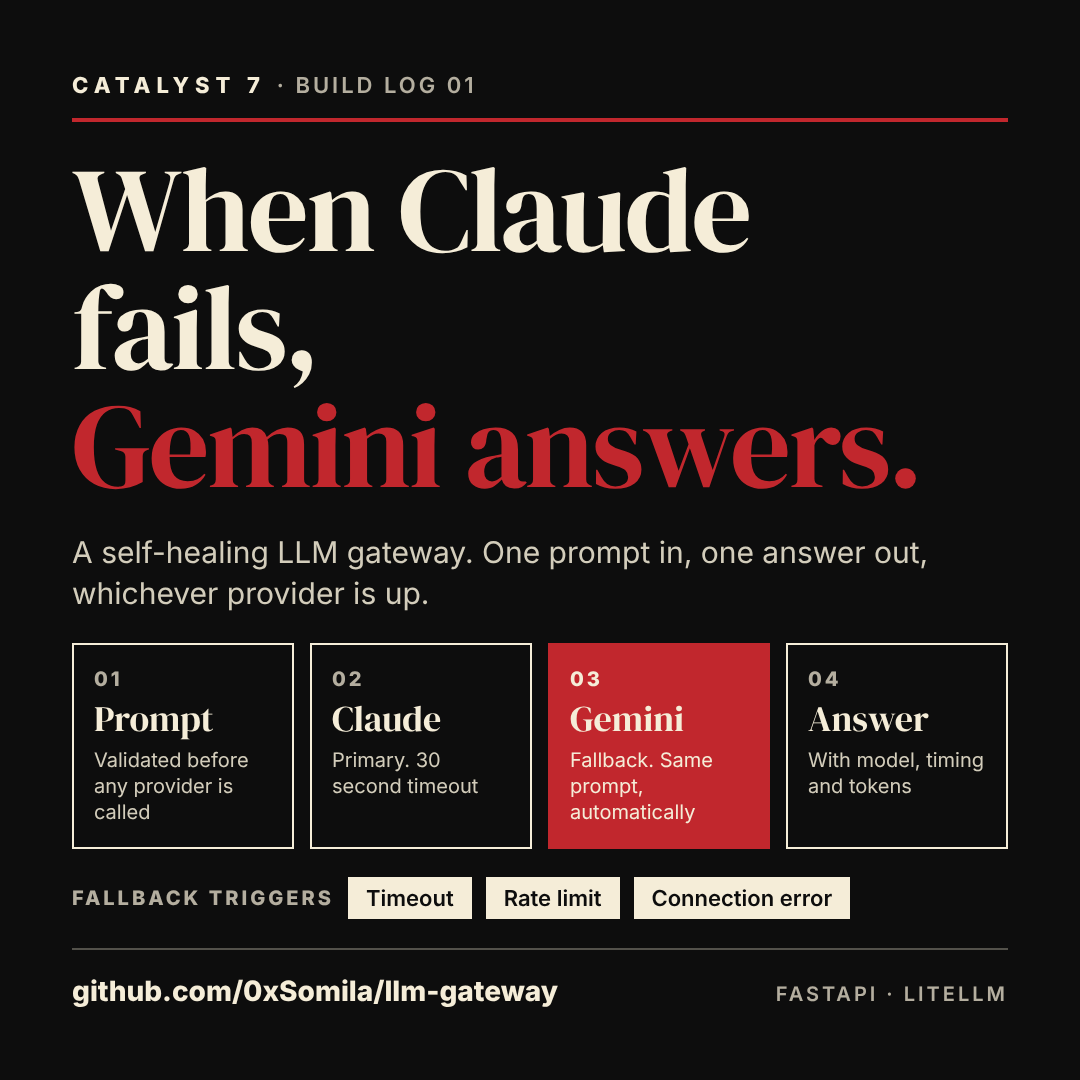 CATALYST 7 · BUILD LOG 01
When Claude
fails,
Gemini answers.
A self-healing LLM gateway. One prompt in, one answer out,
whichever provider is up.
01
Prompt
Validated before
any provider is
called
02
Claude
Primary. 30
second timeout
03
Gemini
Fallback. Same
prompt,
automatically
04
Answer
With model, timing
and tokens
FALLBACK TRIGGERS
Timeout
Rate limit
Connection error
github.com/0xSomila/llm-gateway
FASTAPI · LITELLM